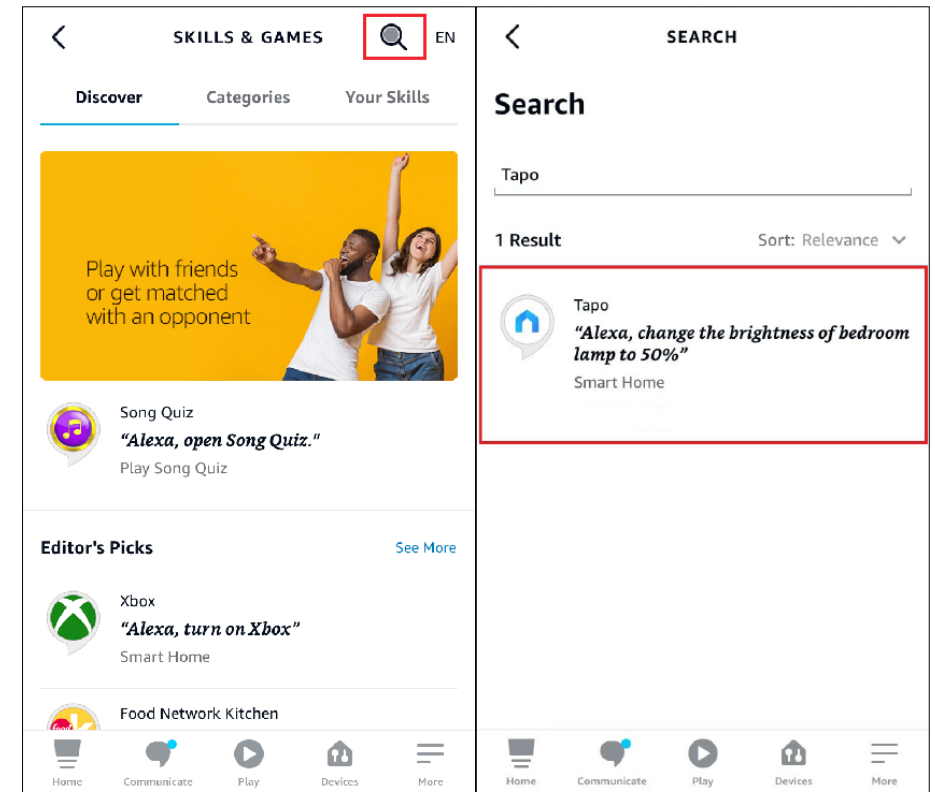 SKILLS & GAMES
EN
Discover
Categories
Your Skills
Play with friends
or get matched
with an opponent
Song Quiz
“Alexa, open Song Quiz."
Play Song Quiz
Editor's Picks
See More
Xbox
“Alexa, turn on Xbox”
Smart Home
Food Network Kitchen
food
Home
Communicate
Play
Devices
More
SEARCH
Search
Tapo
1 Result
Sort: Relevance
Tapo
“Alexa, change the brightness of bedroom
lamp to 50%”
Smart Home
Home
Communicate
Play
Devices
More